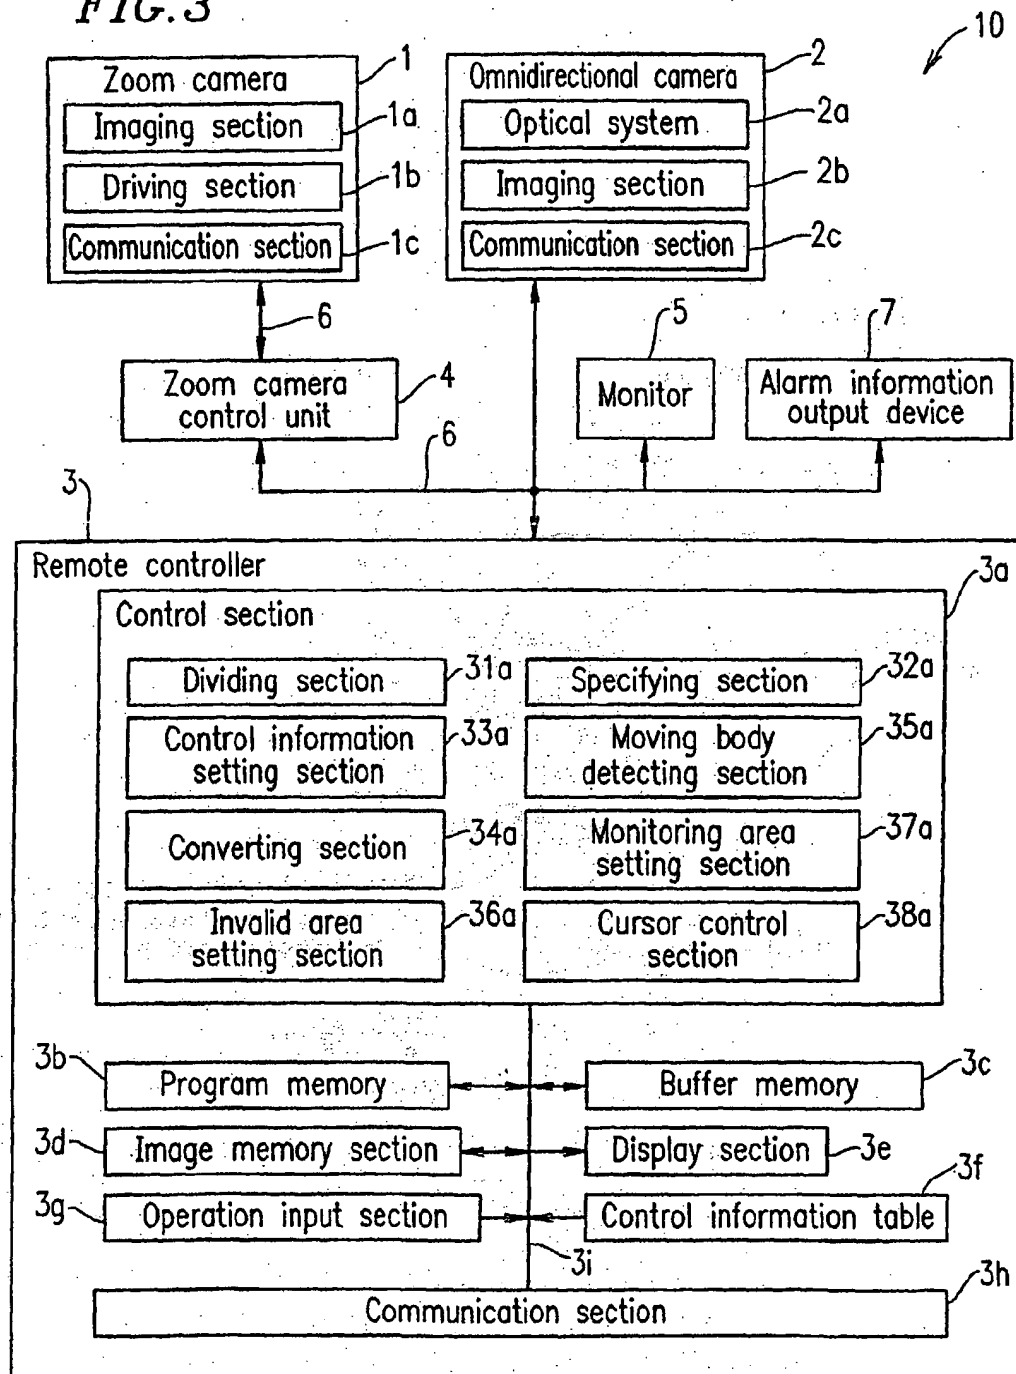 FIG.3
10
Zoom camera
1
Imaging section
1a
Driving section
1b
Communication section
1c
Omnidirectional camera
2
Optical system
2a
Imaging section
2b
Communication section
2c
6
Zoom camera
control unit
4
5
Monitor
7
Alarm information
output device
6
3
Remote controller
3a
Control section
Dividing section
31a
Specifying section
32a
Control information
setting section
33a
Moving body
detecting section
35a
Converting section
34a
Monitoring area
setting section
37a
Invalid area
setting section
36a
Cursor control
section
38a
3b
Program memory
Buffer memory
3c
3d
Image memory section
Display section
3e
3g
Operation input section
Control information table
3f
3i
Communication section
3h